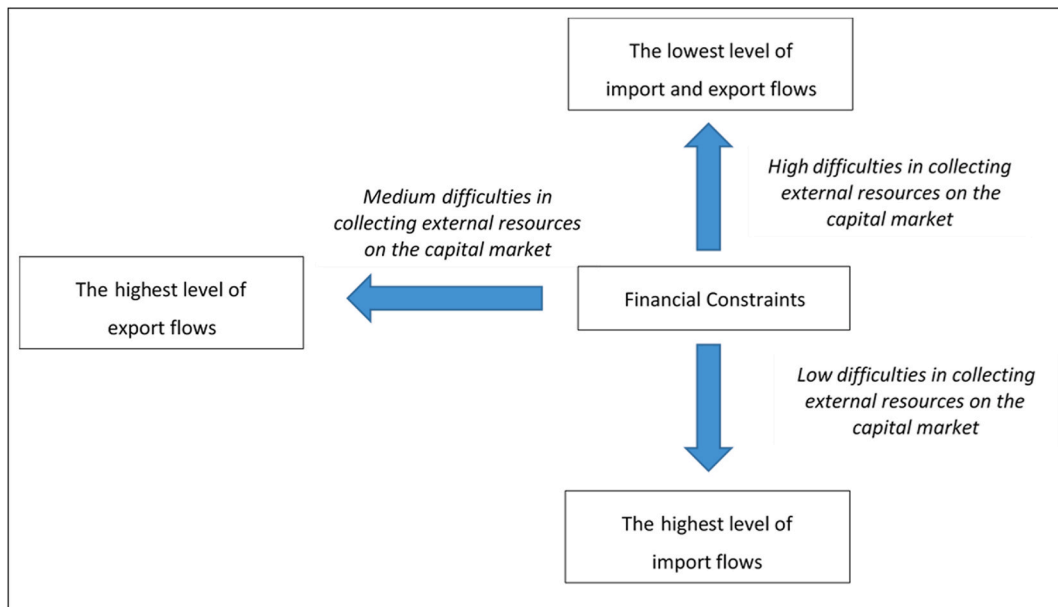 The lowest level of
import and export flows
High difficulties in collecting
external resources on the
capital market
Medium difficulties in
collecting external resources
on the capital market
The highest level of
export flows
Financial Constraints
Low difficulties in collecting
external resources on the
capital market
The highest level of
import flows